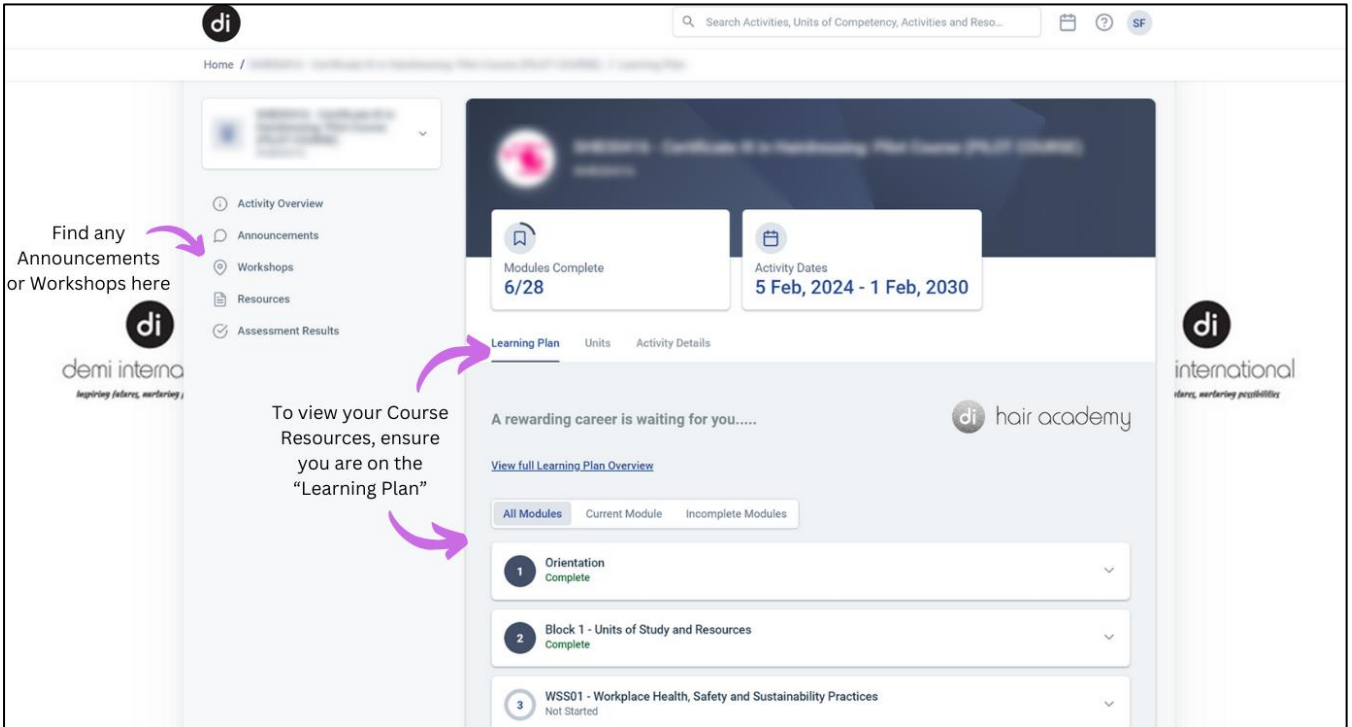 di
Search Activities, Units of Competency, Activities and Reso...
SF
Home /
Activity Overview
Announcements
Workshops
Resources
Assessment Results
Find any
Announcements
or Workshops here
di
demi interna
Inspiring futures, nurturing
Modules Complete
6/28
Activity Dates
5 Feb, 2024 - 1 Feb, 2030
Learning Plan
Units
Activity Details
To view your Course
Resources, ensure
you are on the
“Learning Plan”
A rewarding career is waiting for you.....
di hair academy
View full Learning Plan Overview
All Modules
Current Module
Incomplete Modules
1
Orientation
Complete
2
Block 1 - Units of Study and Resources
Complete
3
WSS01 - Workplace Health, Safety and Sustainability Practices
Not Started
di
international
nurturing possibilities